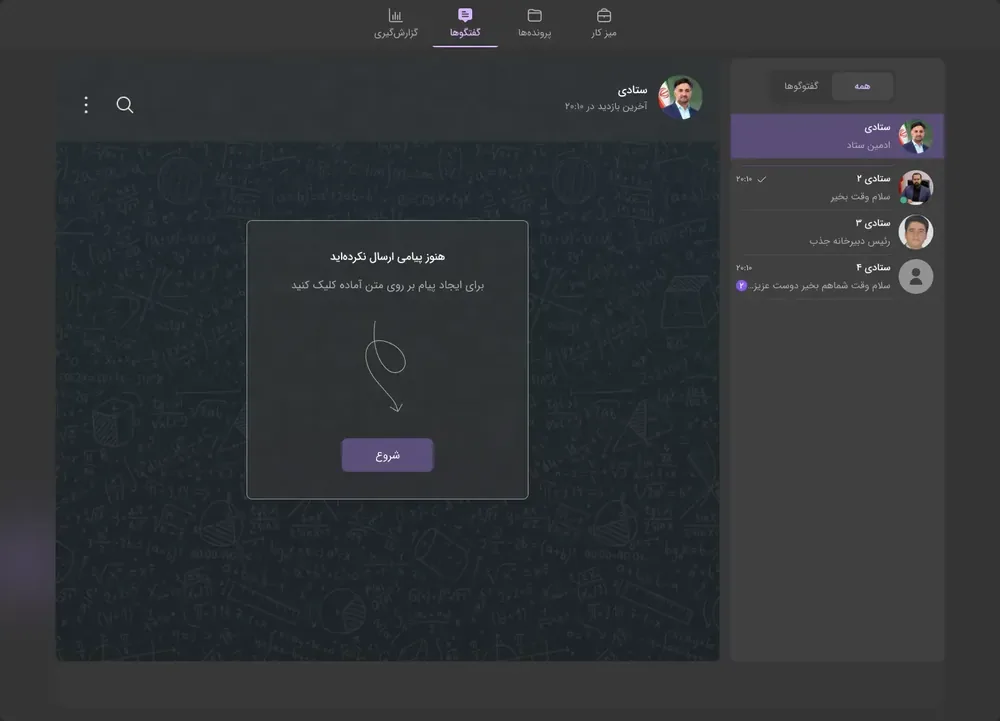 میز کار
پرونده‌ها
گفتگوها
گزارش‌گیری
همه
گفتوگوها
ستادی
ادمین ستاد
ستادی ۲
۲۰:۱۰
سلام وقت بخیر
ستادی ۳
رئیس دبیرخانه جذب
ستادی ۴
۲۰:۱۰
سلام وقت شماهم بخیر دوست عزیز...
۲
ستادی
آخرین بازدید در ۲۰:۱۰
هنوز پیامی ارسال نکرده‌اید
برای ایجاد پیام بر روی متن آماده کلیک کنید
شروع